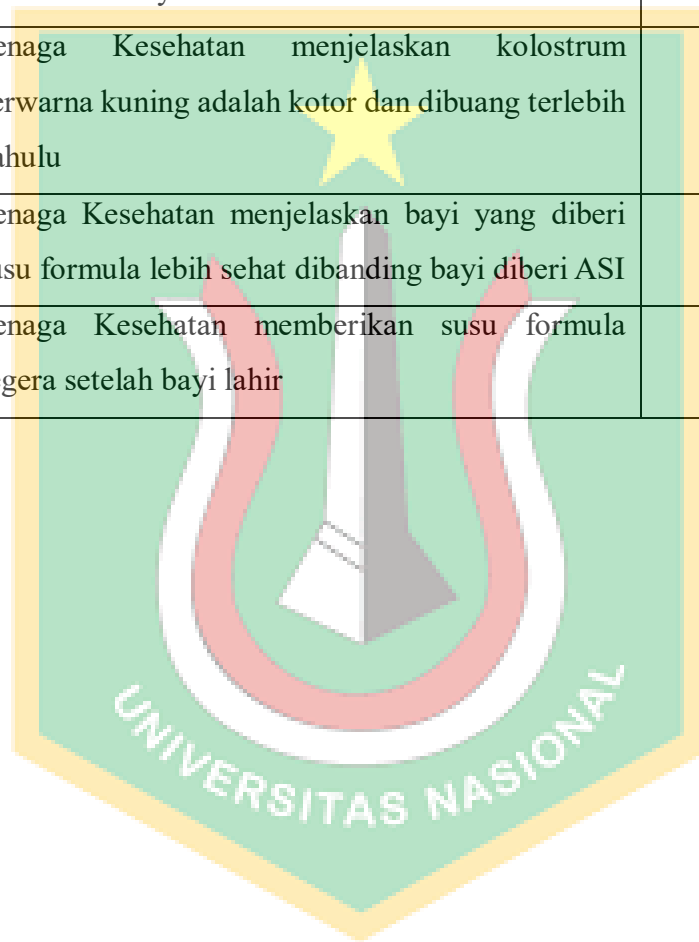 enaga Kesehatan menjelaskan kolostrum
erwarna kuning adalah kotor dan dibuang terlebih
ahulu
enaga Kesehatan menjelaskan bayi yang diberi
usu formula lebih sehat dibanding bayi diberi ASI
enaga Kesehatan memberikan susu formula
egera setelah bayi lahir
UNIVERSITAS NASIONAL